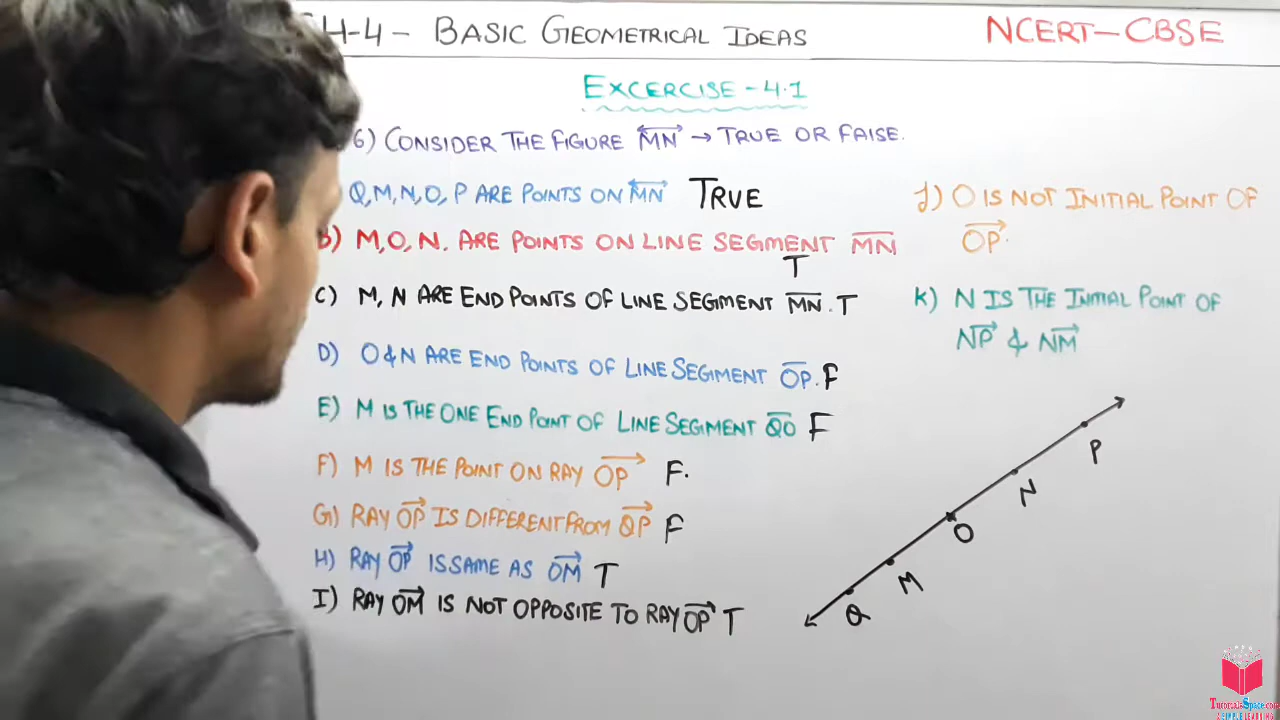 H-4 - BASIC GEOMETRICAL IDEAS
NCERT-CBSE
EXCERCISE - 4.1
6) CONSIDER THE FIGURE MN → TRUE OR FAISE.
Q, M, N, O, P ARE POINTS ON MN TRUE
B) M, O, N. ARE POINTS ON LINE SEGMENT MN
T
C) M, N ARE END POINTS OF LINE SEGMENT MN. T
D) O & N ARE END POINTS OF LINE SEGMENT OP. F
E) M IS THE ONE END POINT OF LINE SEGMENT QO F
F) M IS THE POINT ON RAY OP F.
G) RAY OP IS DIFFERENT FROM QP F
H) RAY OP IS SAME AS OM T
I) RAY OM IS NOT OPPOSITE TO RAY OP T
J) O IS NOT INITIAL POINT OF
OP.
K) N IS THE INITIAL POINT OF
NP & NM
P
N
O
M
Q
TutorialsSpace.com